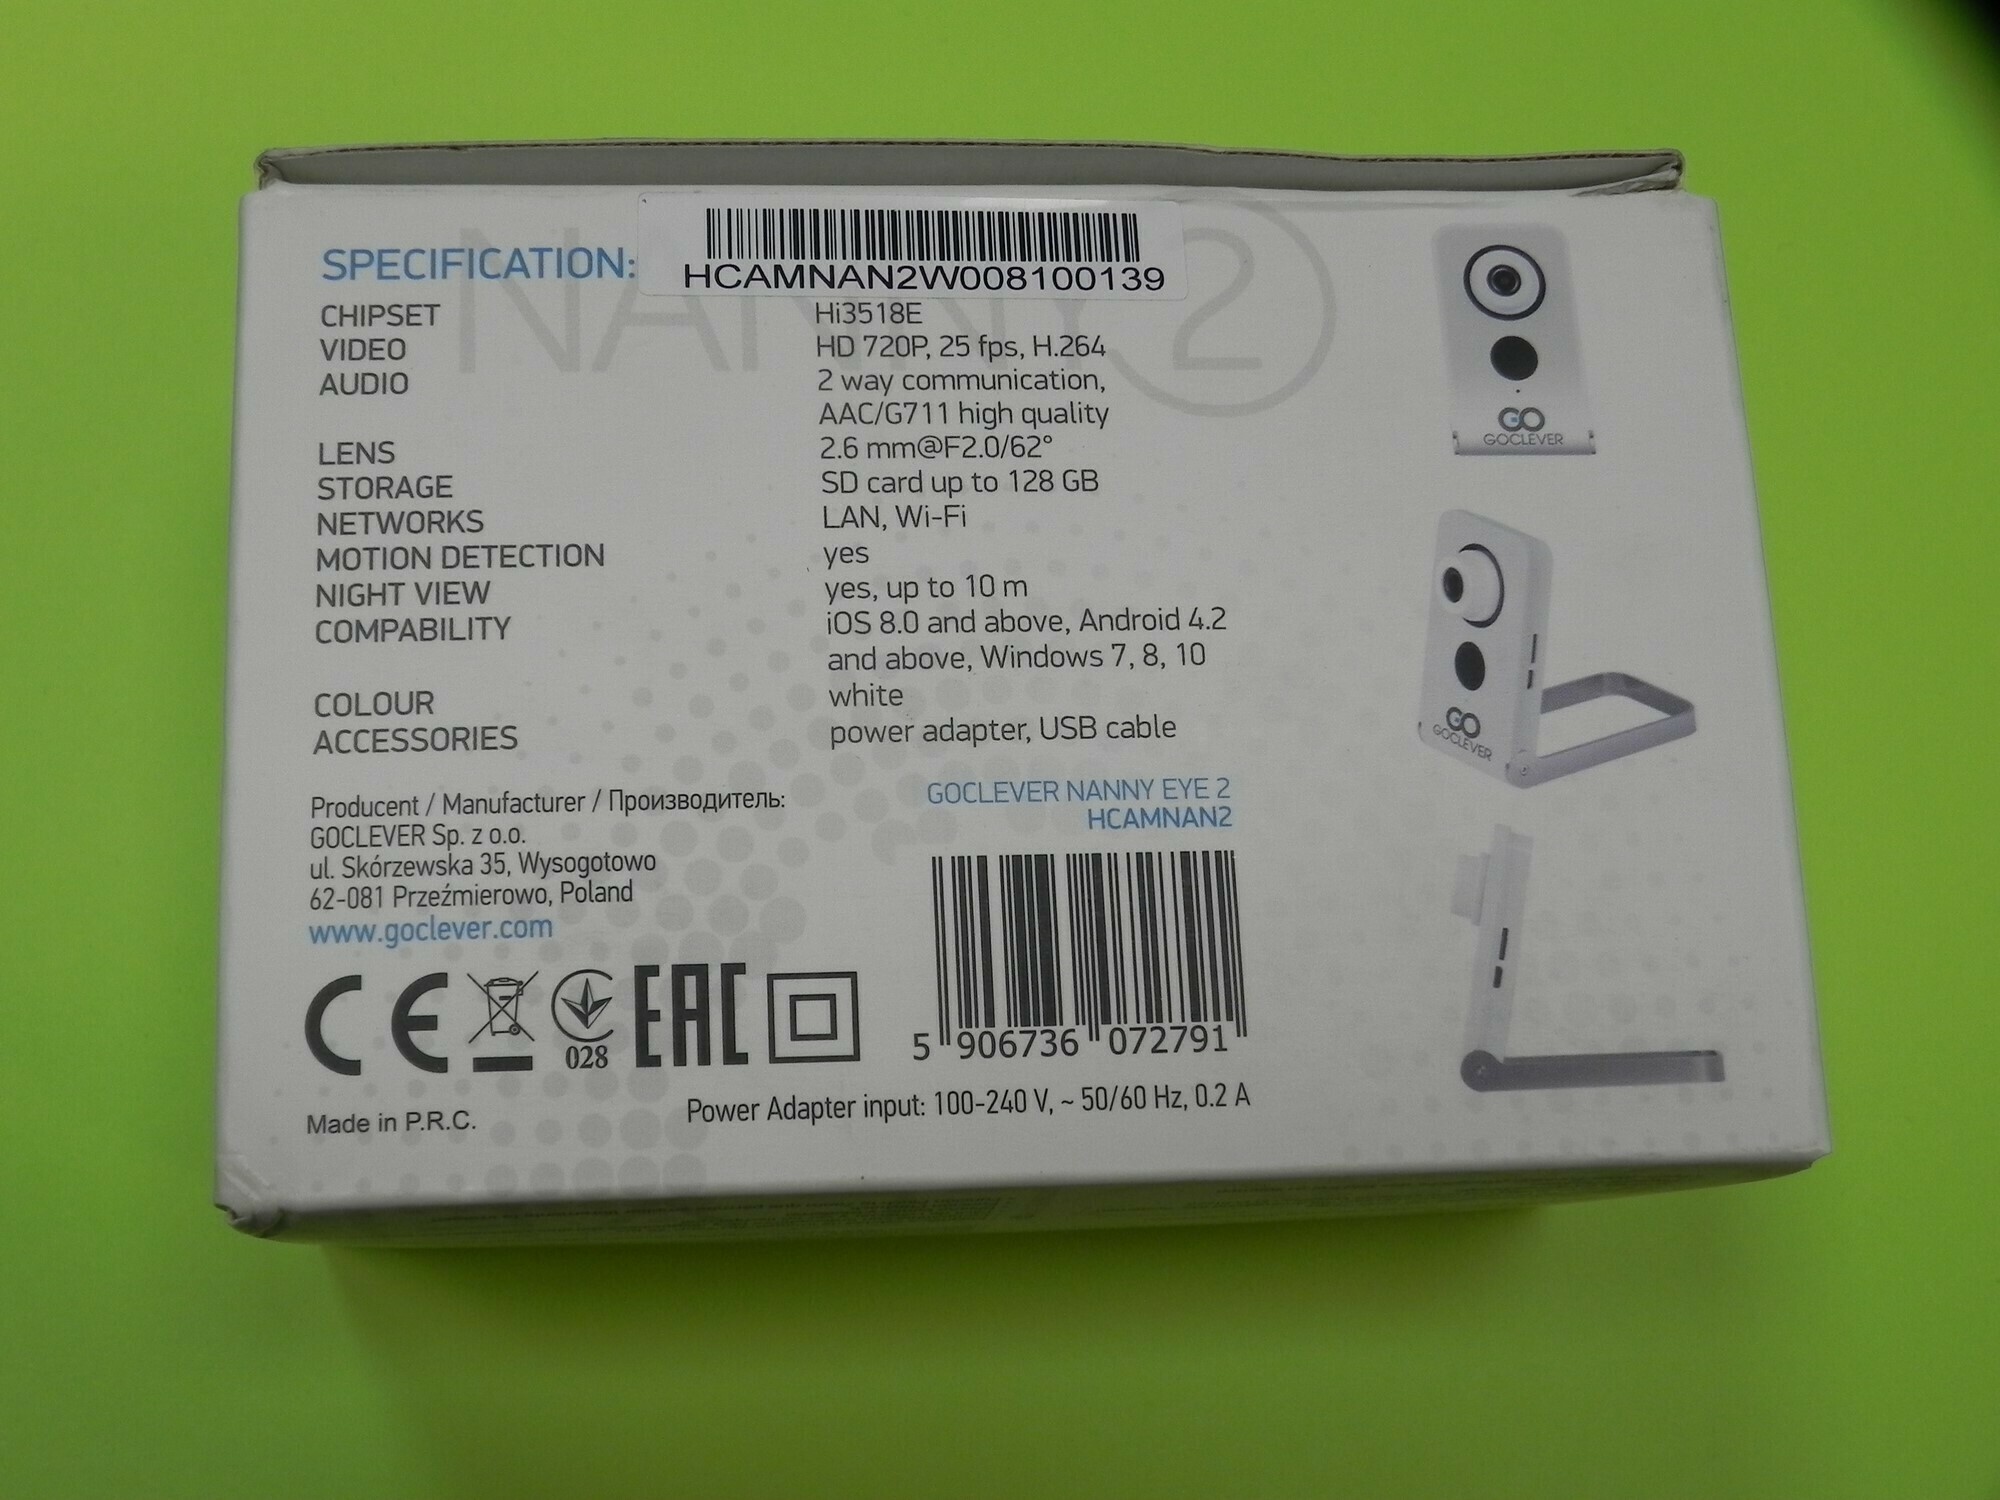 NANNY 2
HCAMNAN2W008100139
SPECIFICATION:
CHIPSET Hi3518E
VIDEO HD 720P, 25 fps, H.264
AUDIO 2 way communication,
AAC/G711 high quality
LENS 2.6 mm@F2.0/62°
STORAGE SD card up to 128 GB
NETWORKS LAN, Wi-Fi
MOTION DETECTION yes
NIGHT VIEW yes, up to 10 m
COMPABILITY iOS 8.0 and above, Android 4.2
and above, Windows 7, 8, 10
COLOUR white
ACCESSORIES power adapter, USB cable
Producent / Manufacturer / Производитель:
GOCLEVER Sp. z o.o.
ul. Skórzewska 35, Wysogotowo
62-081 Przeźmierowo, Poland
www.goclever.com
CE
028
EAC
Made in P.R.C.
GOCLEVER NANNY EYE 2
HCAMNAN2
5 906736 072791
Power Adapter input: 100-240 V, ~ 50/60 Hz, 0.2 A
GO
GOCLEVER
GO
GOCLEVER